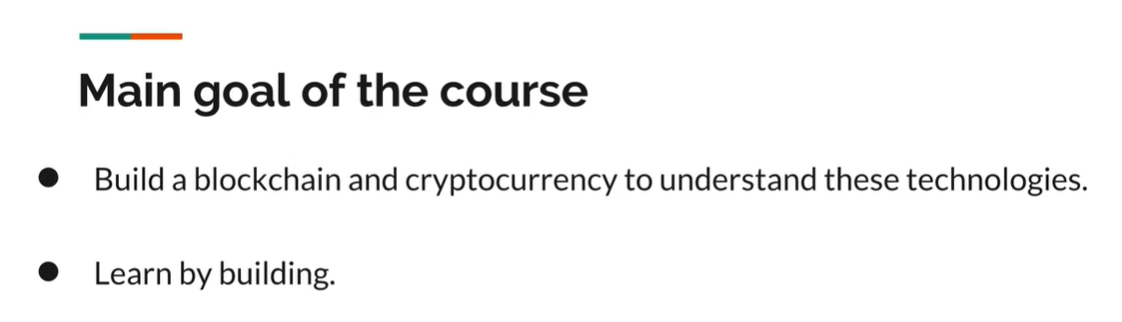 Main goal of the course
● Build a blockchain and cryptocurrency to understand these technologies.
● Learn by building.